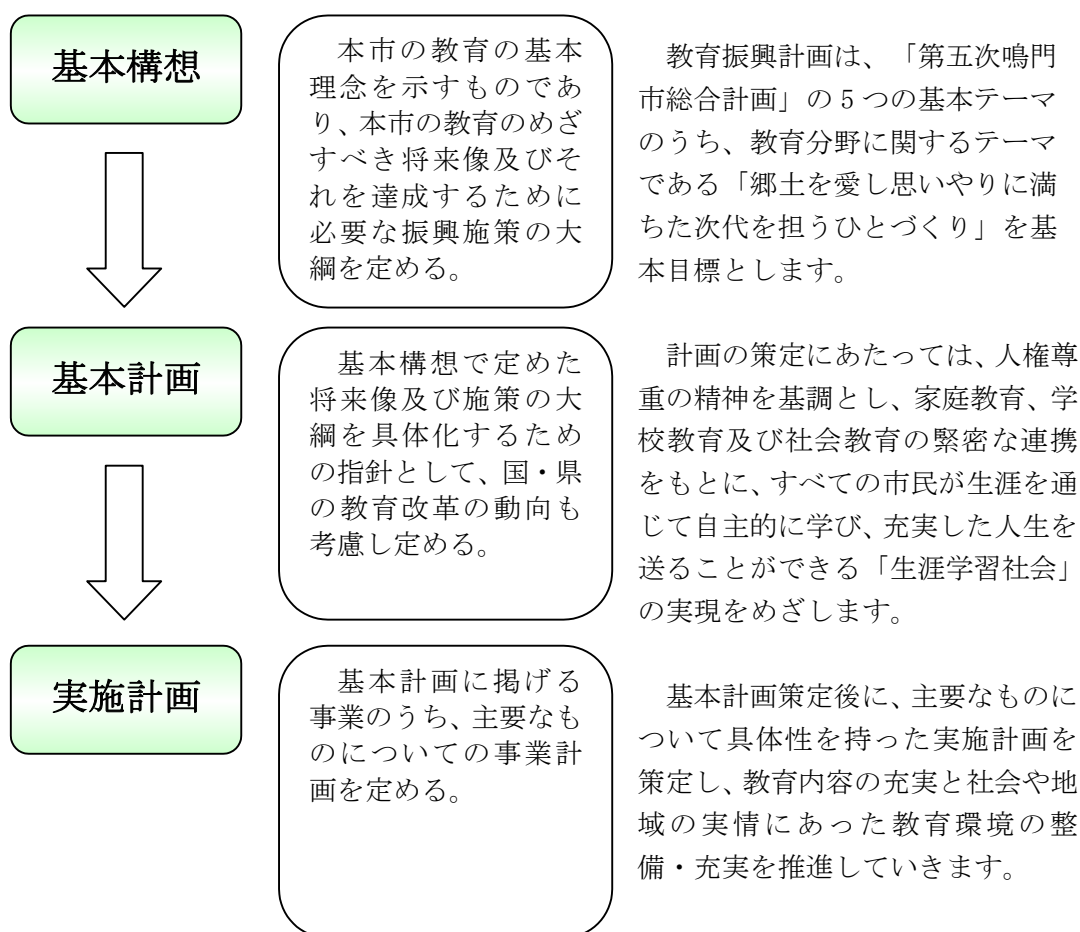 基本構想
本市の教育の基本
理念を示すものであ
り、本市の教育のめざ
すべき将来像及びそ
れを達成するために
必要な振興施策の大
綱を定める。
教育振興計画は、「第五次鳴門
市総合計画」の5つの基本テーマ
のうち、教育分野に関するテーマ
である「郷土を愛し思いやりに満
ちた次代を担うひとづくり」を基
本目標とします。
基本計画
基本構想で定めた
将来像及び施策の大
綱を具体化するため
の指針として、国・県
の教育改革の動向も
考慮し定める。
計画の策定にあたっては、人権尊
重の精神を基調とし、家庭教育、学
校教育及び社会教育の緊密な連携
をもとに、すべての市民が生涯を通
じて自主的に学び、充実した人生を
送ることができる「生涯学習社会」
の実現をめざします。
実施計画
基本計画に掲げる
事業のうち、主要なも
のについての事業計
画を定める。
基本計画策定後に、主要なものに
ついて具体性を持った実施計画を
策定し、教育内容の充実と社会や地
域の実情にあった教育環境の整
備・充実を推進していきます。